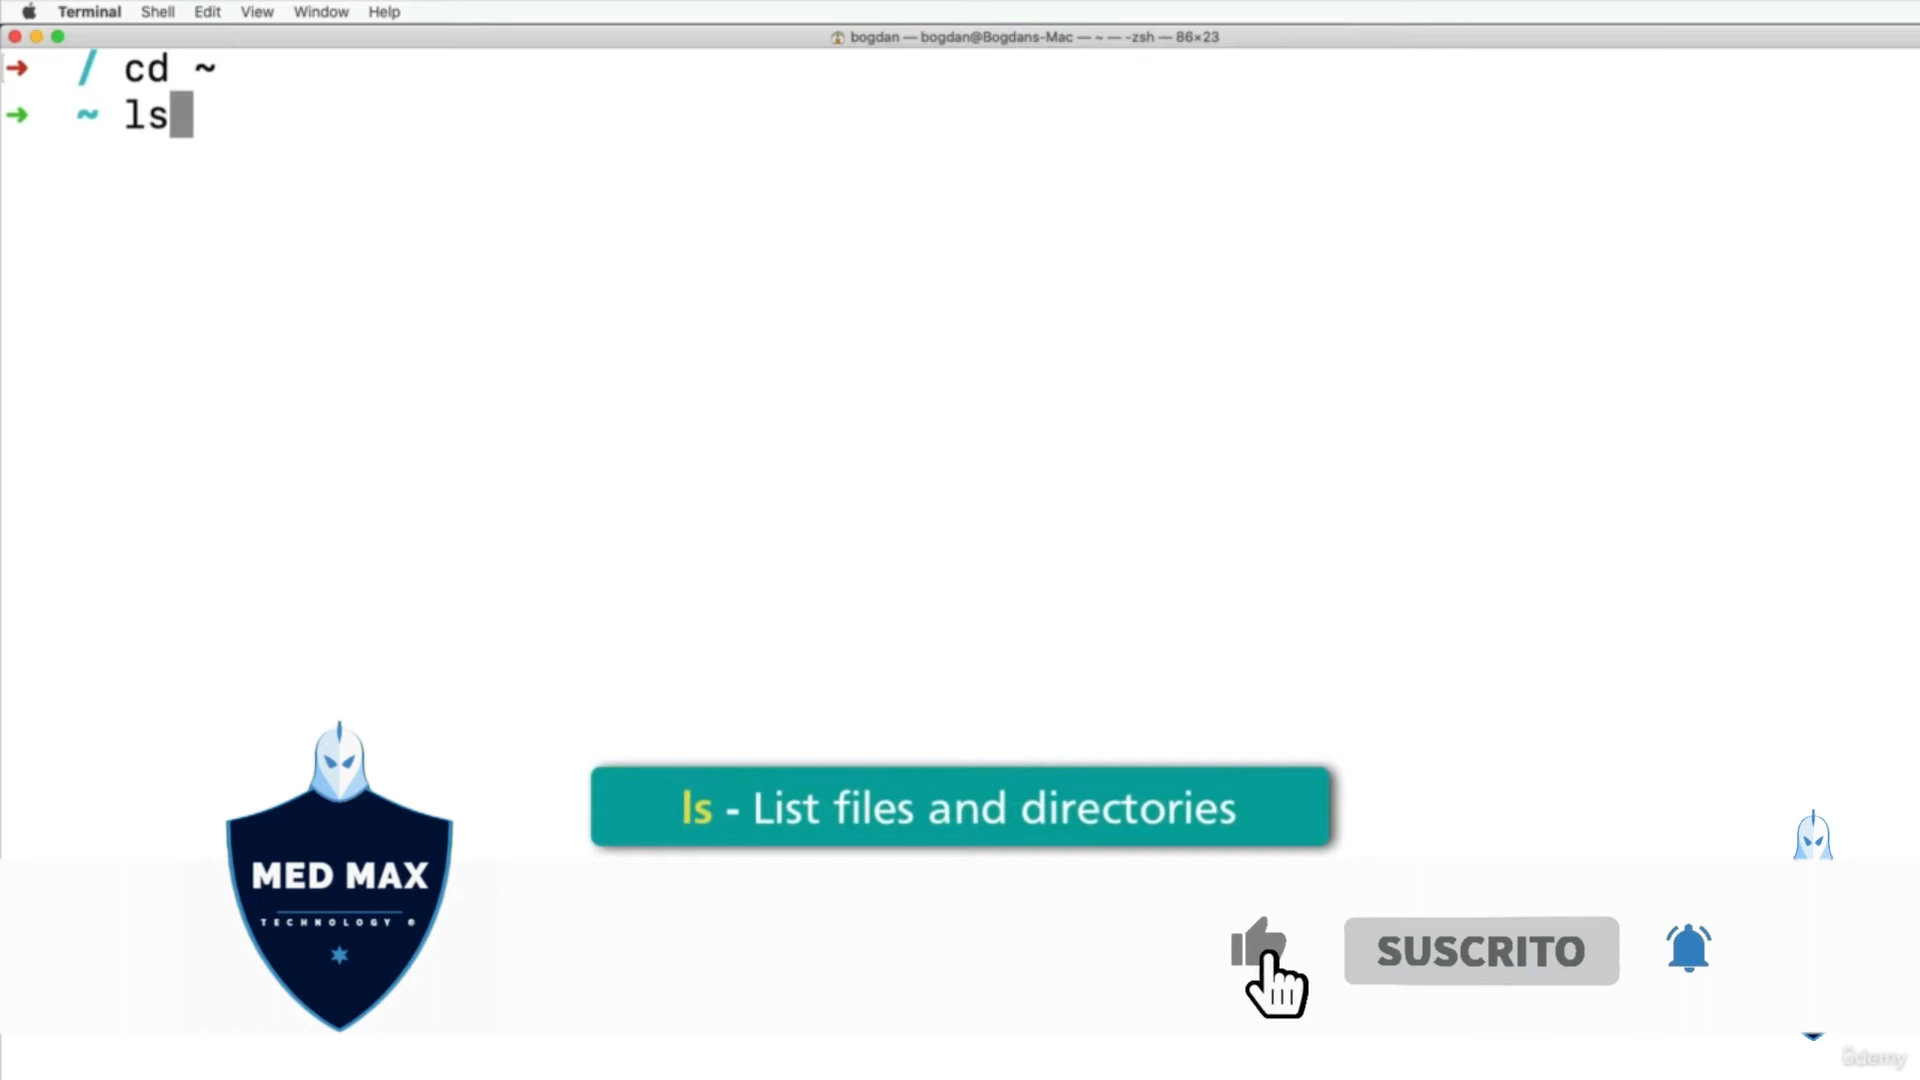 Terminal Shell Edit View Window Help
bogdan — bogdan@Bogdans-Mac — ~ — -zsh — 86×23
➜ / cd ~
➜ ~ ls
ls - List files and directories
MED MAX
TECHNOLOGY
SUSCRITO
ûdemy